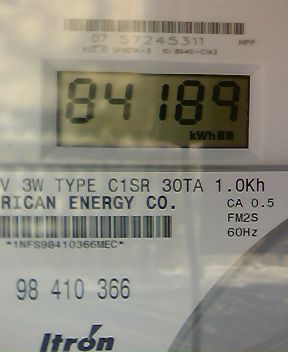 07 57245311 HPP
84189
kWh
V 3W TYPE C1SR 30TA 1.0Kh
RICAN ENERGY CO. CA 0.5
FM2S
*1NFS98410366MEC* 60Hz
98 410 366
Itron